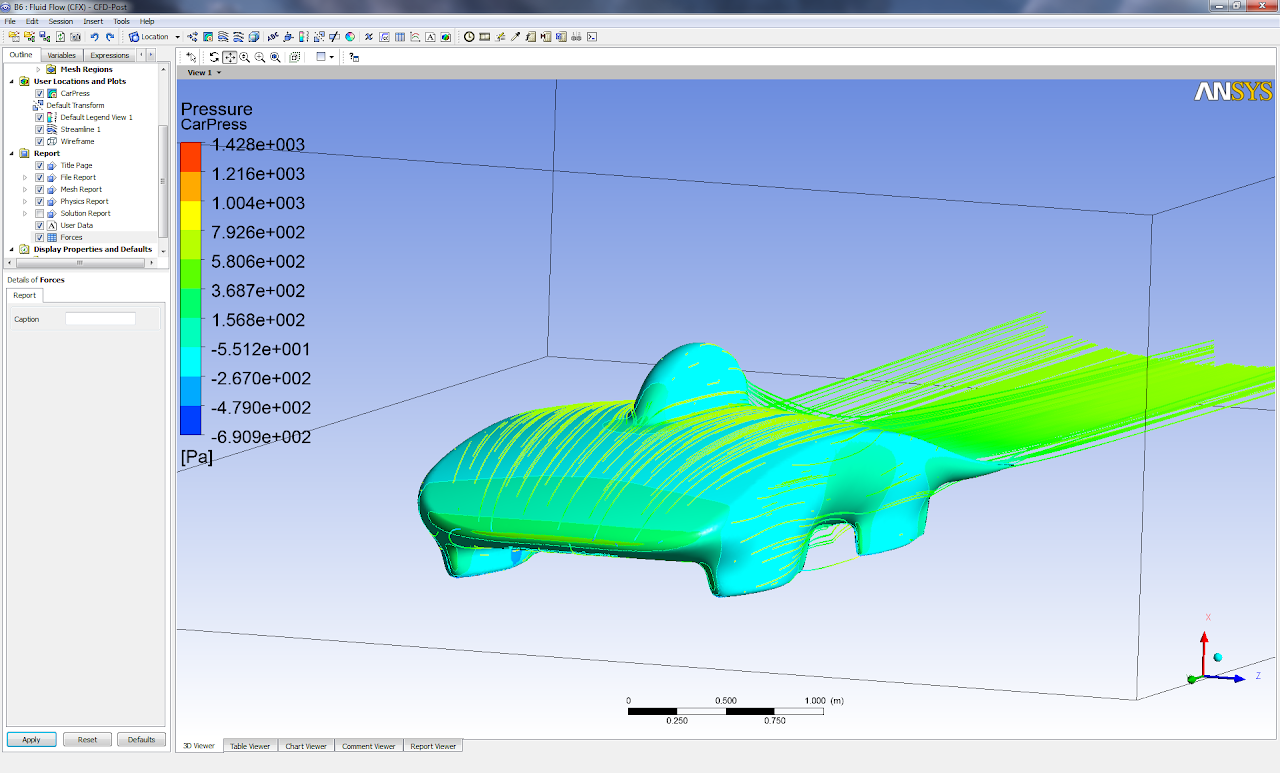 B6 : Fluid Flow (CFX) - CFD-Post
File Edit Session Insert Tools Help
Location
Outline Variables Expressions
Mesh Regions
User Locations and Plots
CarPress
Default Transform
Default Legend View 1
Streamline 1
Wireframe
Report
Title Page
File Report
Mesh Report
Physics Report
Solution Report
User Data
Forces
Display Properties and Defaults
Details of Forces
Report
Caption
Apply Reset Defaults
View 1
ANSYS
Pressure
CarPress
1.428e+003
1.216e+003
1.004e+003
7.926e+002
5.806e+002
3.687e+002
1.568e+002
-5.512e+001
-2.670e+002
-4.790e+002
-6.909e+002
[Pa]
X
Z
0 0.500 1.000 (m)
0.250 0.750
3D Viewer Table Viewer Chart Viewer Comment Viewer Report Viewer